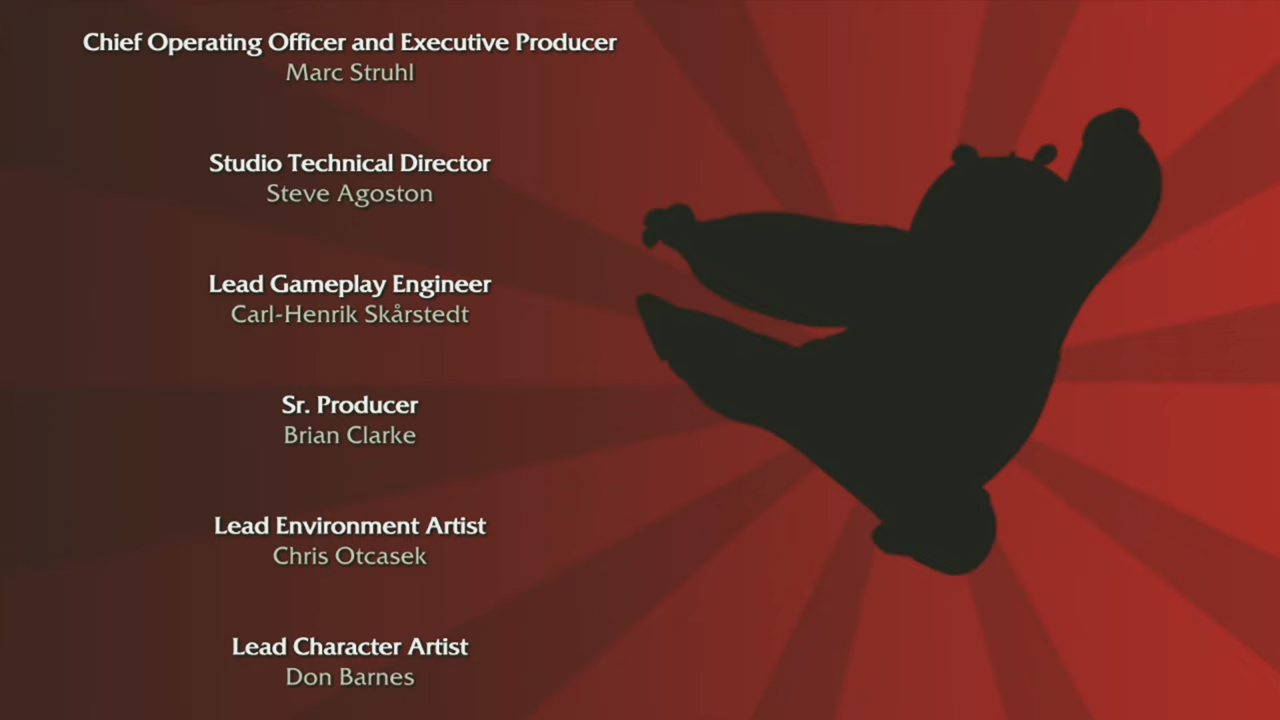 Chief Operating Officer and Executive Producer
Marc Struhl
Studio Technical Director
Steve Agoston
Lead Gameplay Engineer
Carl-Henrik Skårstedt
Sr. Producer
Brian Clarke
Lead Environment Artist
Chris Otcasek
Lead Character Artist
Don Barnes